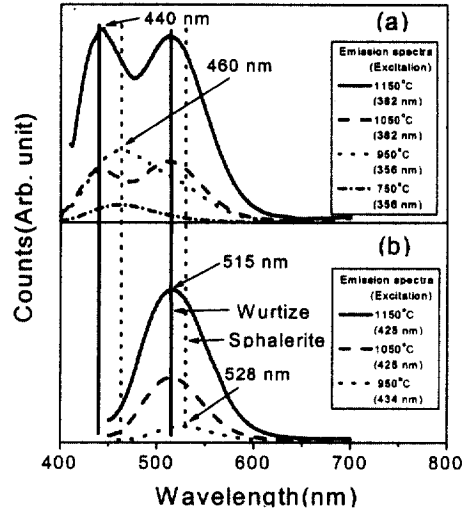 440 nm
(a)
460 nm
Emission spectra
(Excitation)
1150°C
(382 nm)
1050°C
(382 nm)
950°C
(356 nm)
750°C
(356 nm)
Counts(Arb. unit)
(b)
515 nm
Wurtize
Sphalerite
528 nm
Emission spectra
(Excitation)
1150°C
(425 nm)
1050°C
(425 nm)
950°C
(434 nm)
400 500 600 700 800
Wavelength(nm)